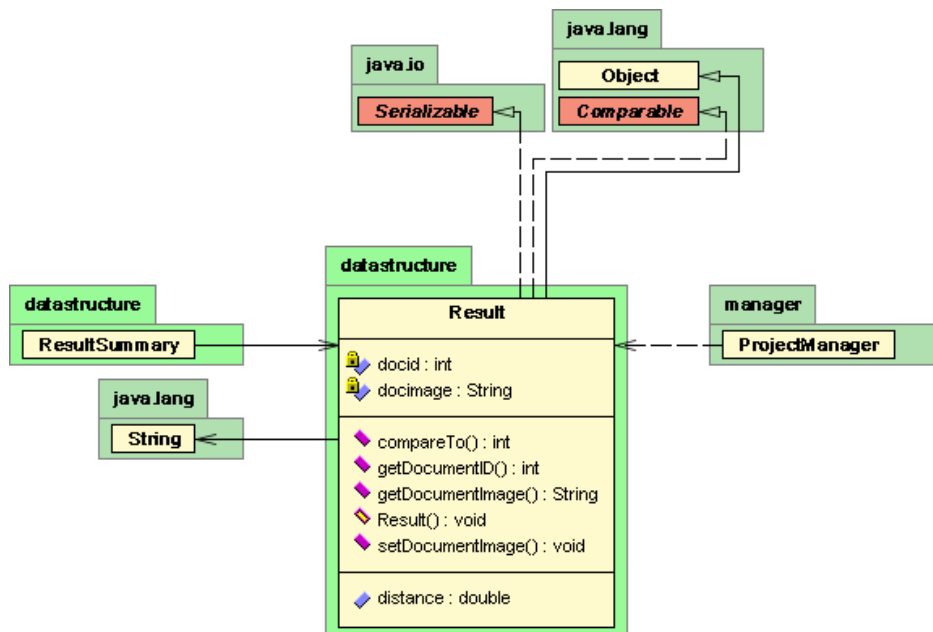 java.lang
java.io
Object
Serializable
Comparable
datastructure
datastructure
manager
Result
ResultSummary
ProjectManager
docid : int
docimage : String
java.lang
String
compareTo() : int
getDocumentID() : int
getDocumentImage() : String
Result() : void
setDocumentImage() : void
distance : double